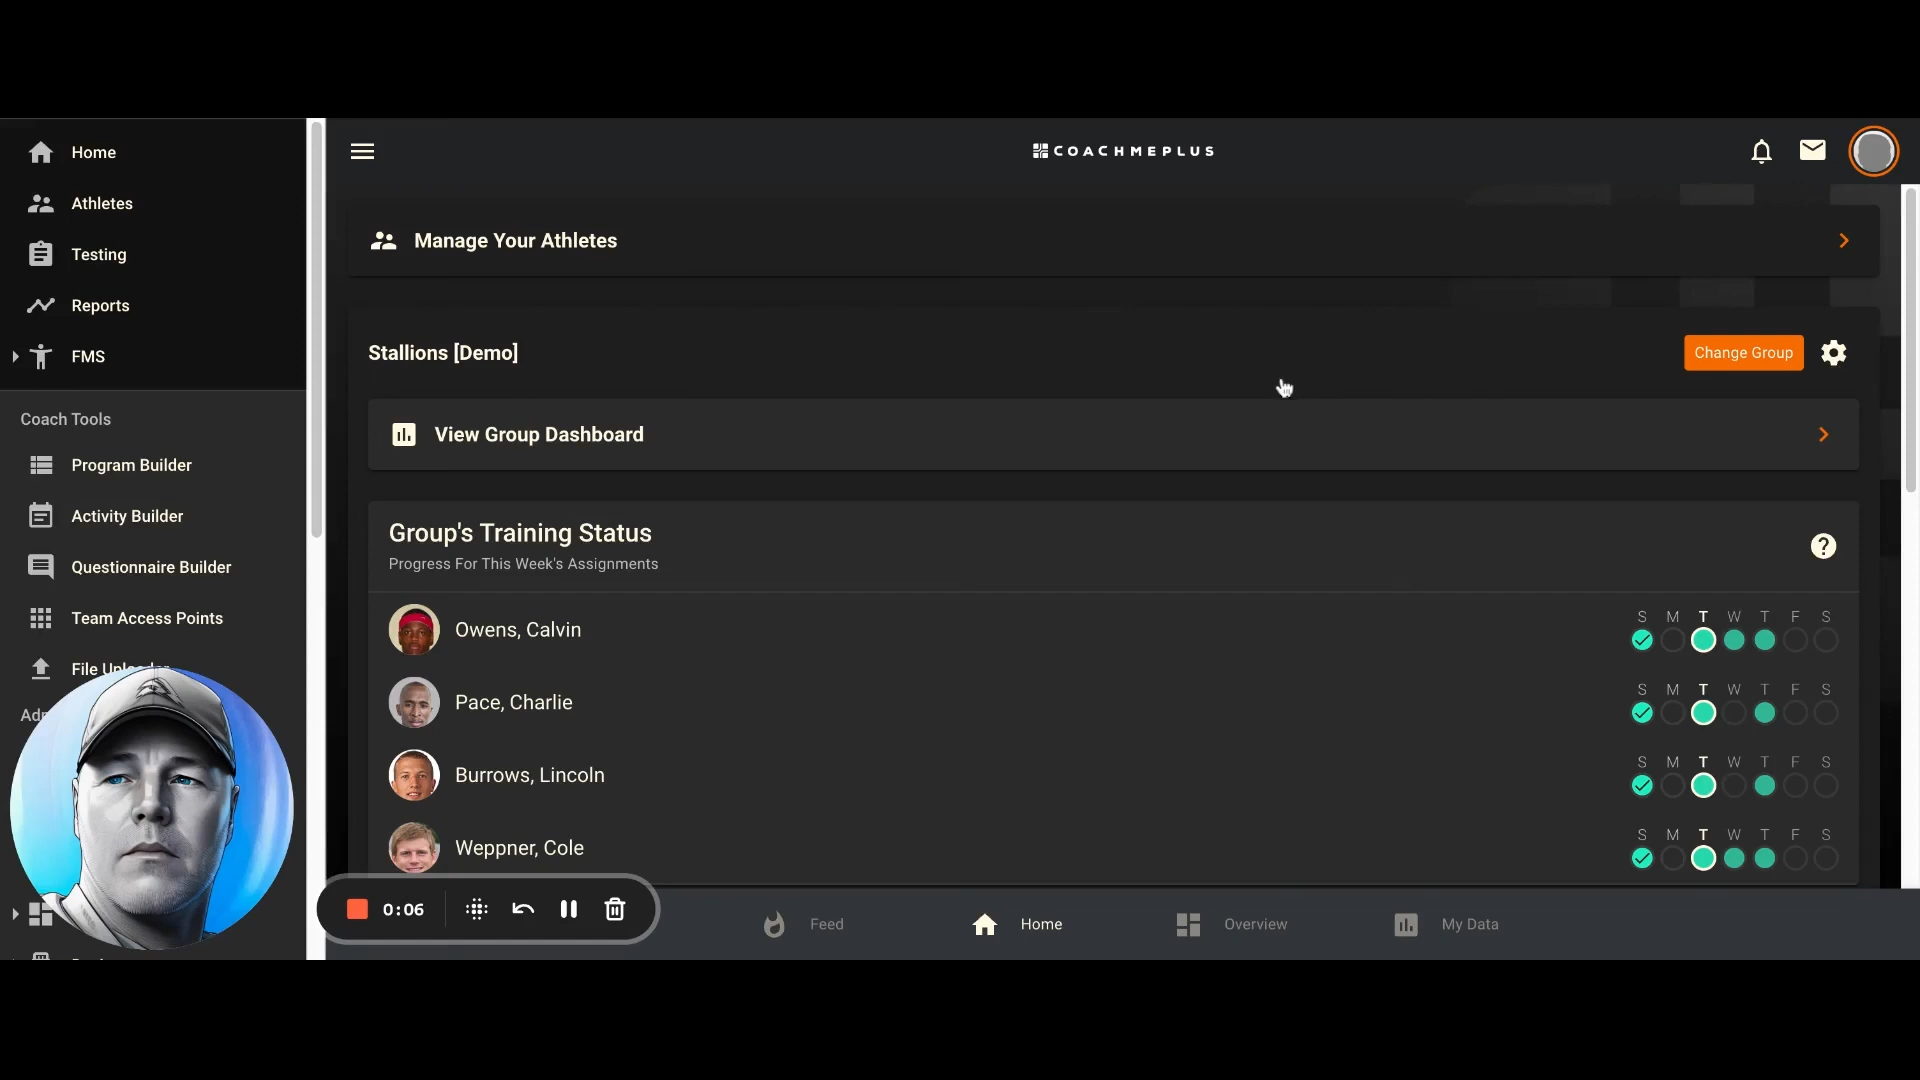 Home
Athletes
Testing
Reports
FMS
Coach Tools
Program Builder
Activity Builder
Questionnaire Builder
Team Access Points
File
COACHMEPLUS
Manage Your Athletes
Stallions [Demo]
Change Group
View Group Dashboard
Group's Training Status
Progress For This Week's Assignments
?
Owens, Calvin
S M T W T F S
Pace, Charlie
S M T W T F S
Burrows, Lincoln
S M T W T F S
Weppner, Cole
S M T W T F S
0:06
Feed
Home
Overview
My Data